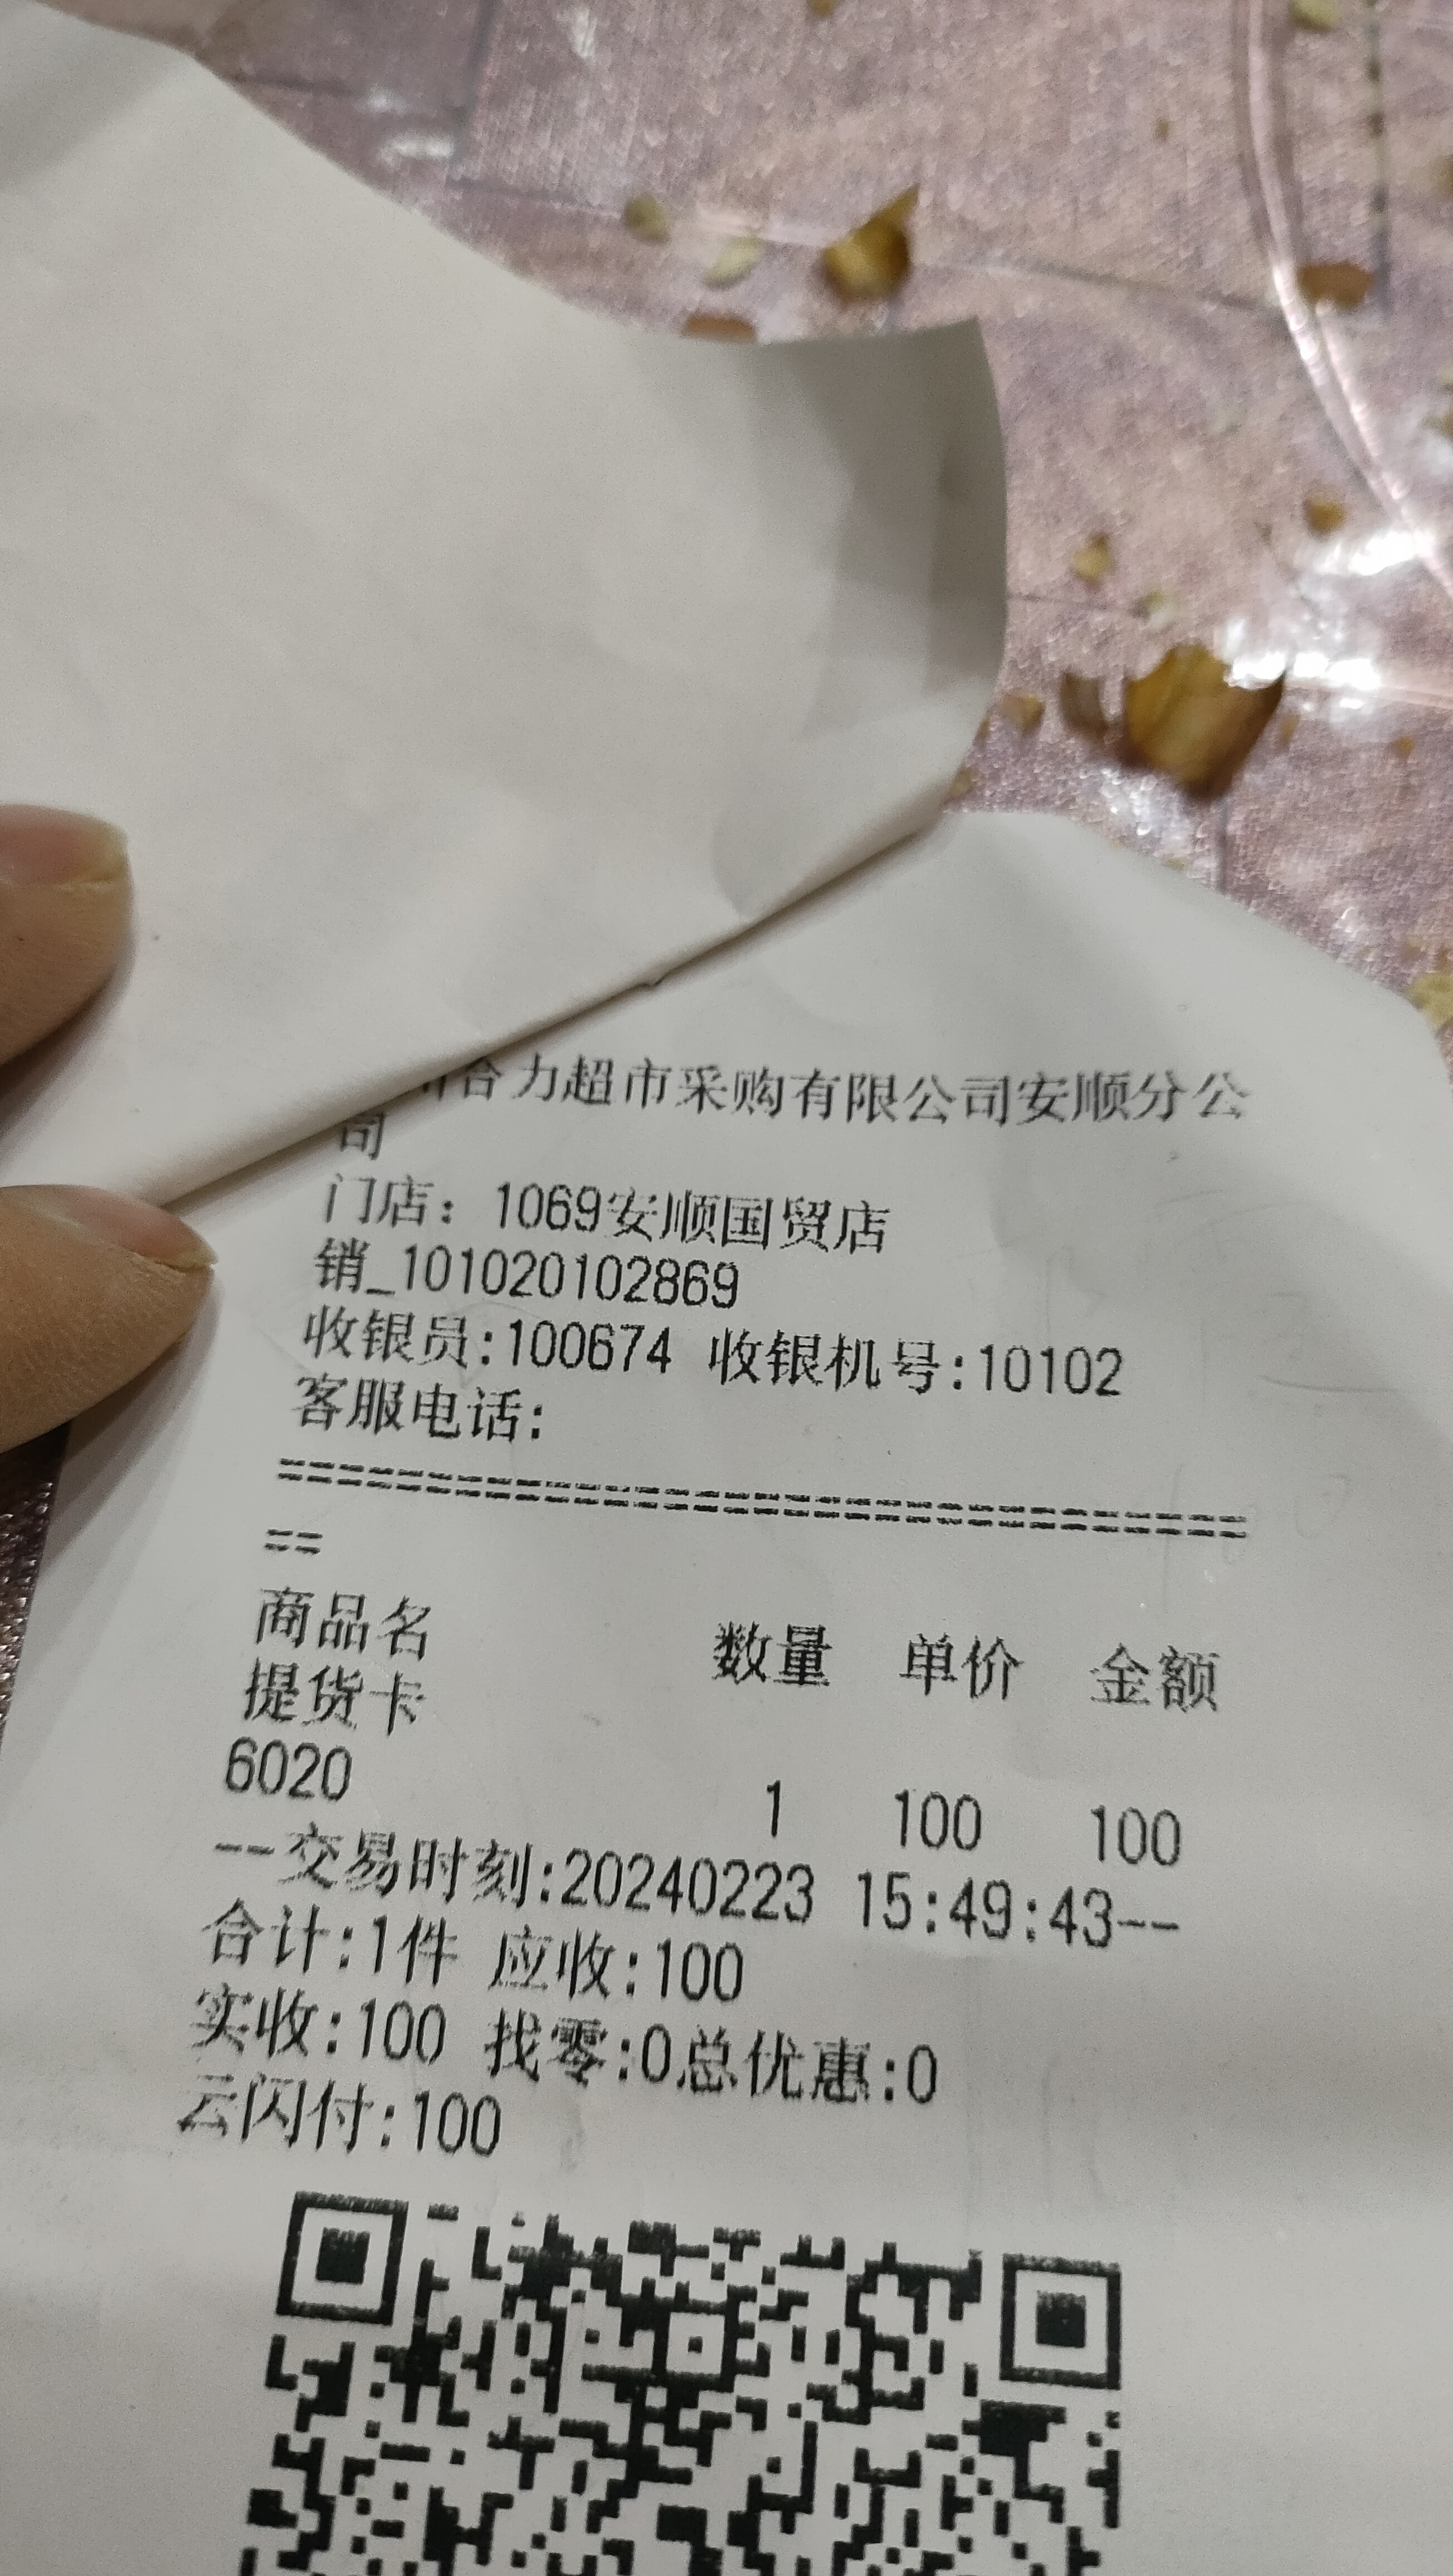 合力超市采购有限公司安顺分公
司
门店：1069安顺国贸店
销_101020102869
收银员:100674 收银机号:10102
客服电话:
================================
==
商品名 数量 单价 金额
提货卡
6020
1 100 100
--交易时刻:20240223 15:49:43--
合计:1件 应收:100
实收:100 找零:0总优惠:0
云闪付:100